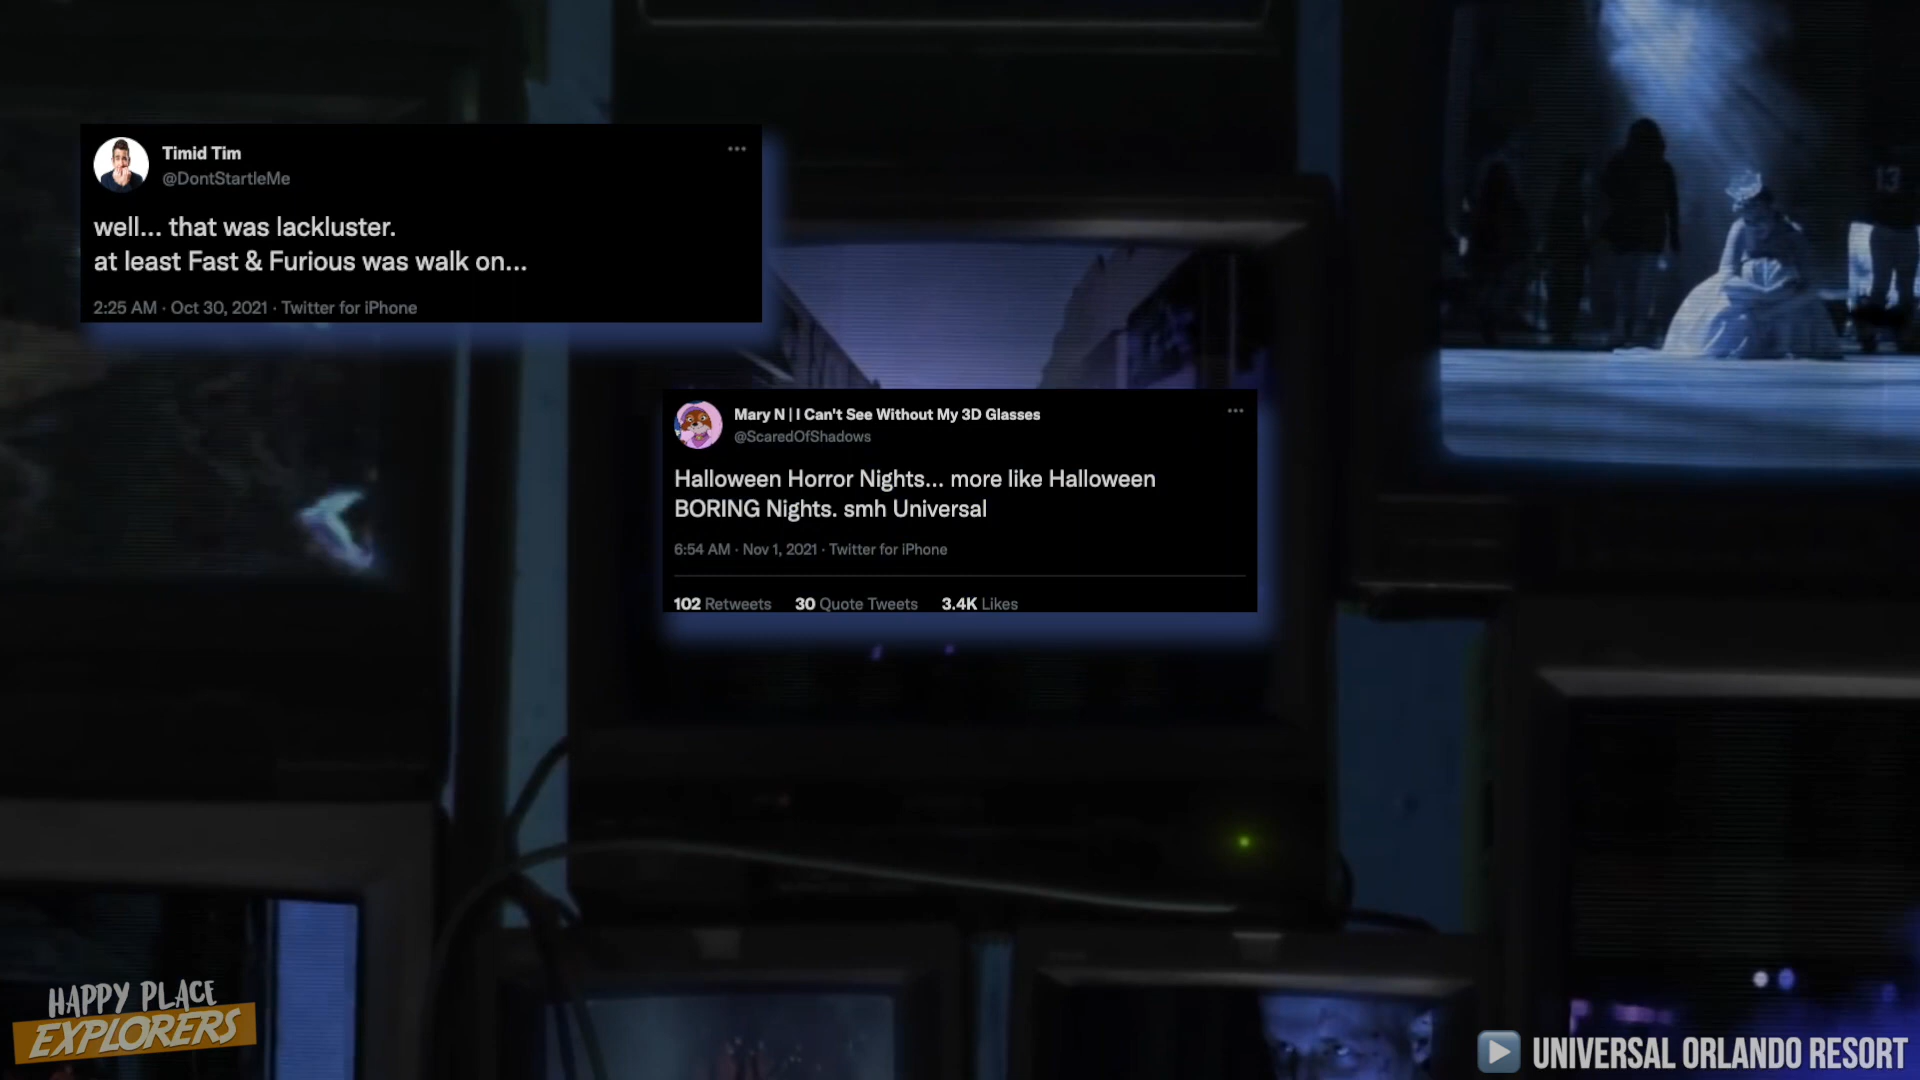 Timid Tim
@DontStartleMe
well... that was lackluster.
at least Fast & Furious was walk on...
2:25 AM · Oct 30, 2021 · Twitter for iPhone
13
Mary N | I Can't See Without My 3D Glasses
@ScaredOfShadows
Halloween Horror Nights... more like Halloween
BORING Nights. smh Universal
6:54 AM · Nov 1, 2021 · Twitter for iPhone
102 Retweets 30 Quote Tweets 3.4K Likes
HAPPY PLACE
EXPLORERS
UNIVERSAL ORLANDO RESORT